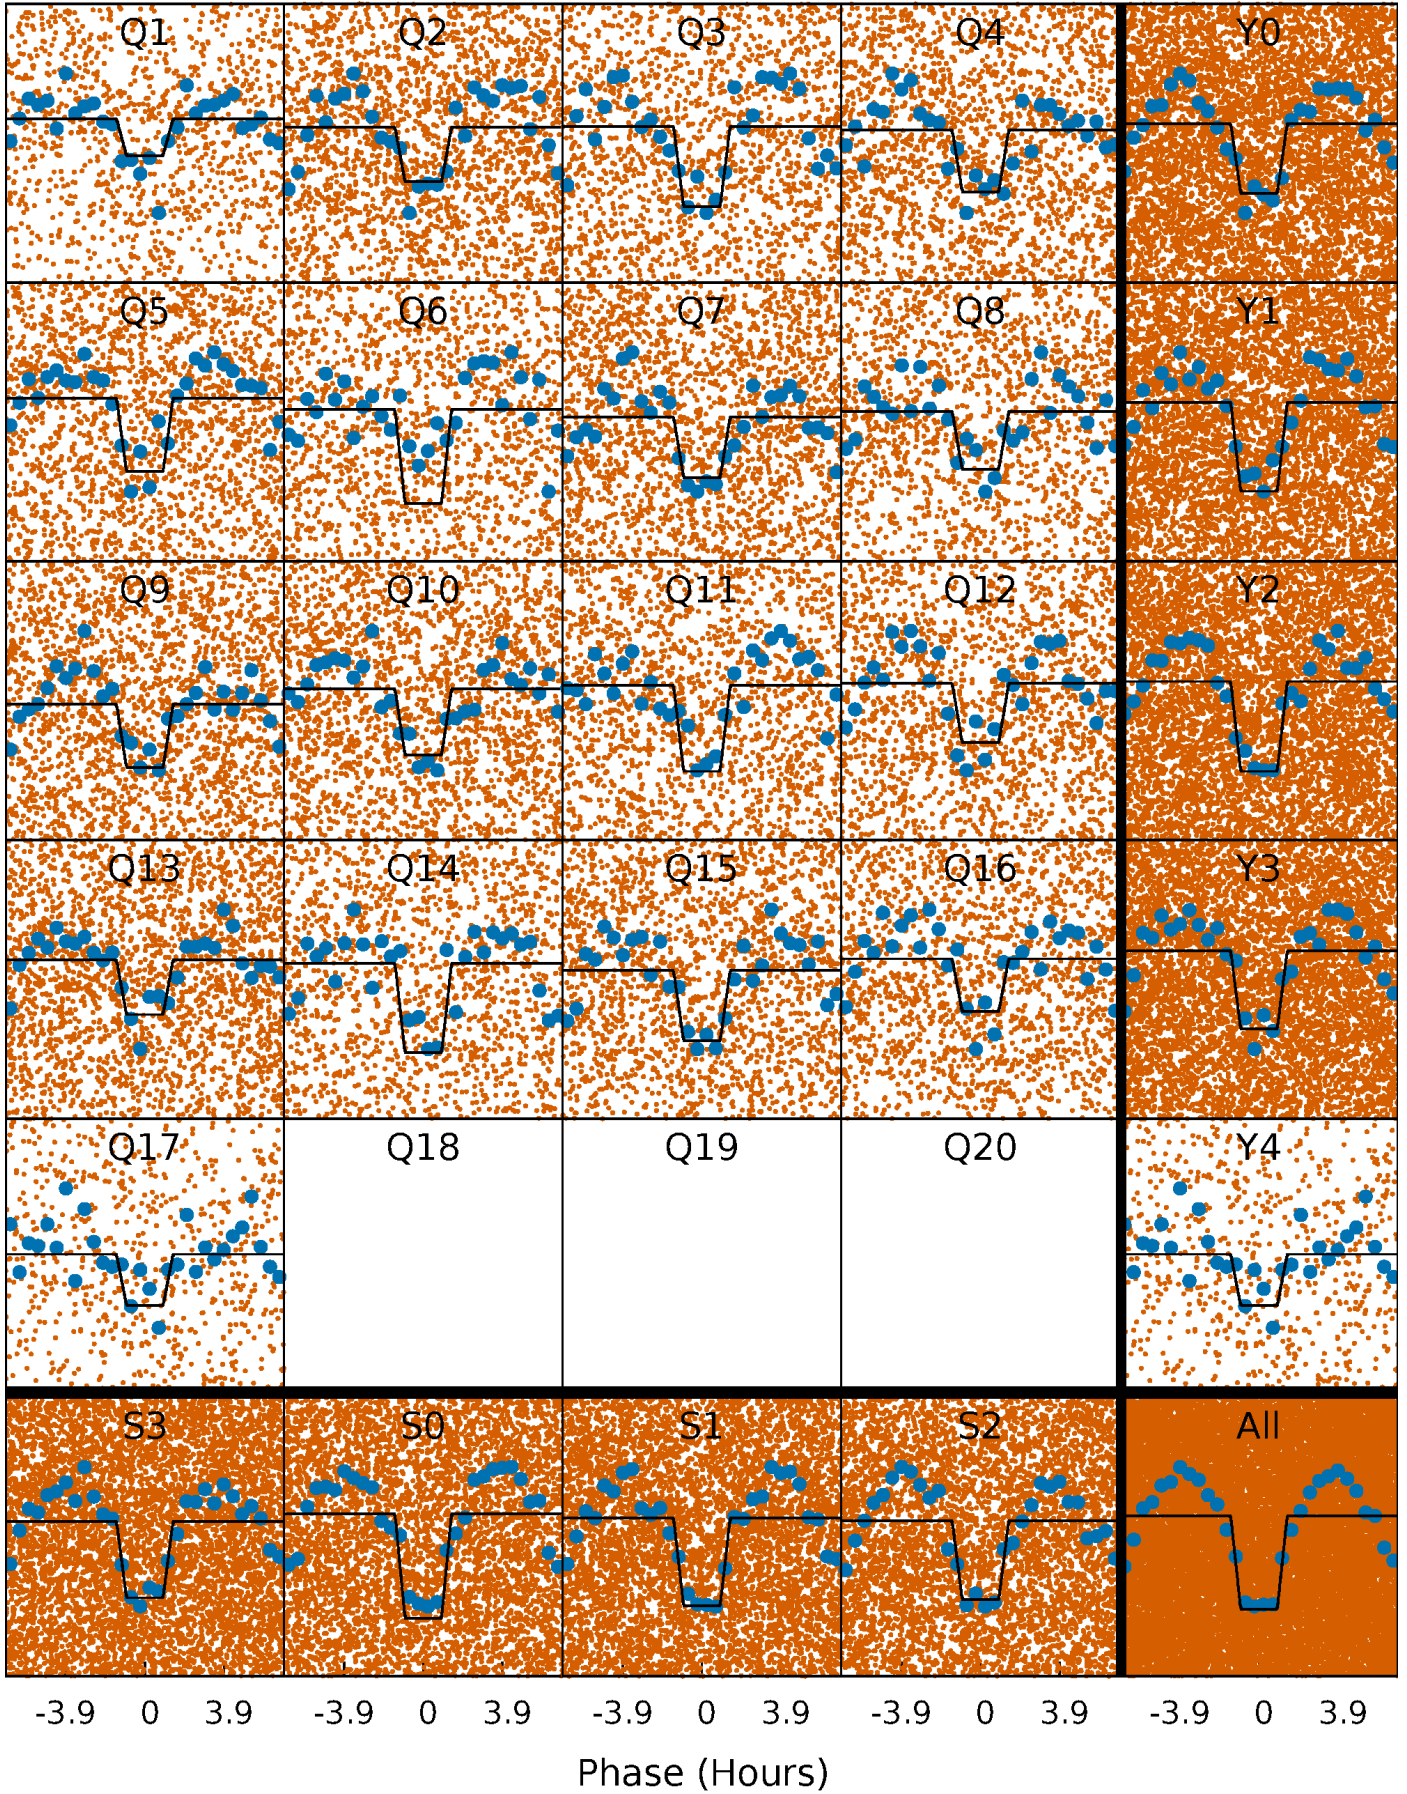 Q1 Q2 Q3 Q4 Y0
Q5 Q6 Q7 Q8 Y1
Q9 Q10 Q11 Q12 Y2
Q13 Q14 Q15 Q16 Y3
Q17 Q18 Q19 Q20 Y4
S3 S0 S1 S2 All
-3.9 0 3.9 -3.9 0 3.9 -3.9 0 3.9 -3.9 0 3.9 -3.9 0 3.9
Phase (Hours)